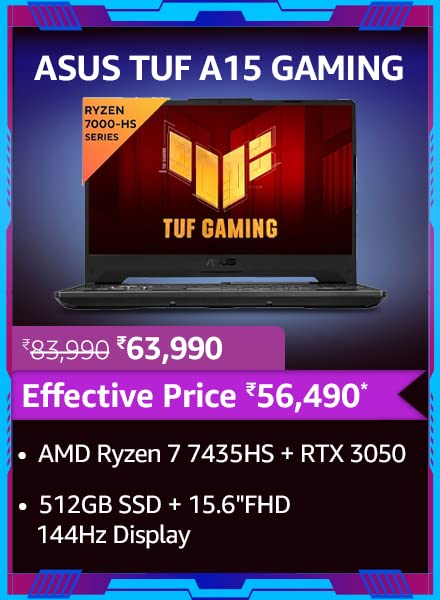 ASUS TUF A15 GAMING
RYZEN
7000-HS
SERIES
TUF GAMING
ASUS
₹83,990 ₹63,990
Effective Price ₹56,490*
• AMD Ryzen 7 7435HS + RTX 3050
• 512GB SSD + 15.6"FHD
144Hz Display